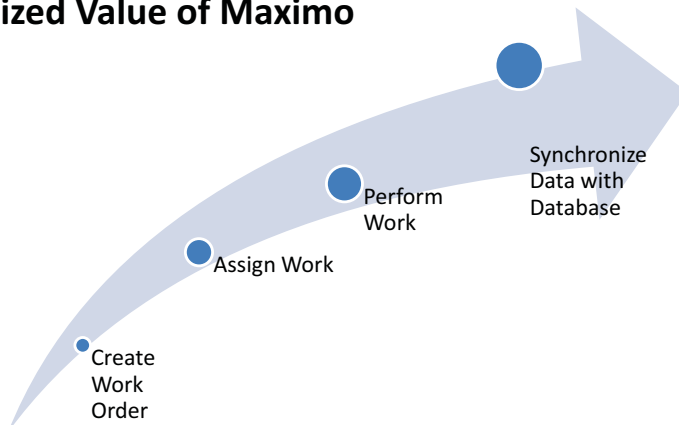 ized Value of Maximo
Synchronize
Data with
Database
Perform
Work
Assign Work
Create
Work
Order